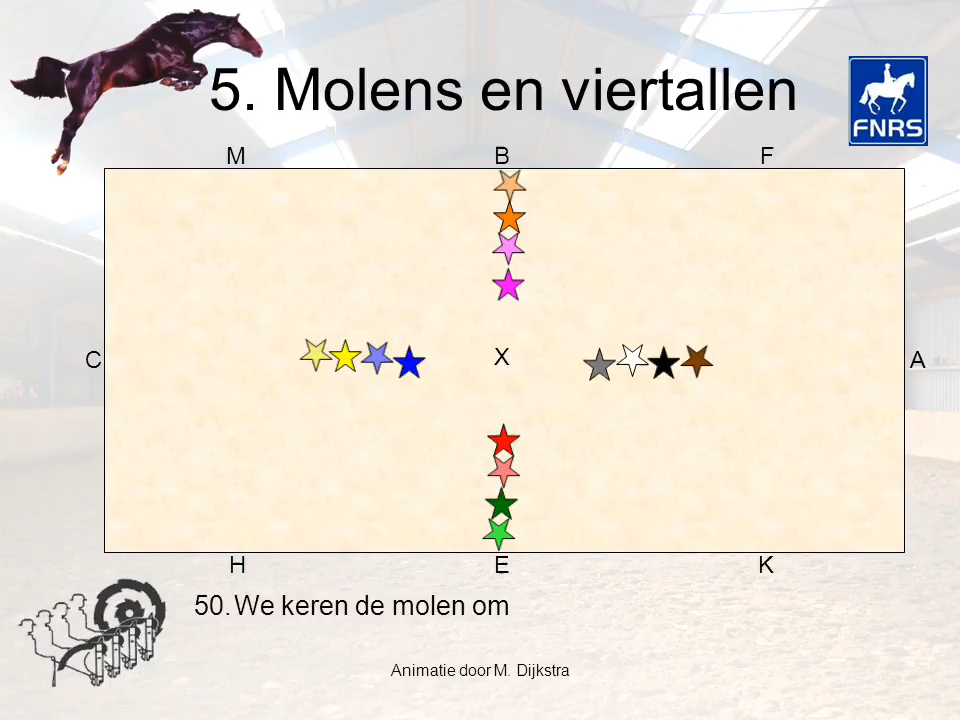 5. Molens en viertallen
FNRS
M B F
C X A
H E K
50. We keren de molen om
Animatie door M. Dijkstra